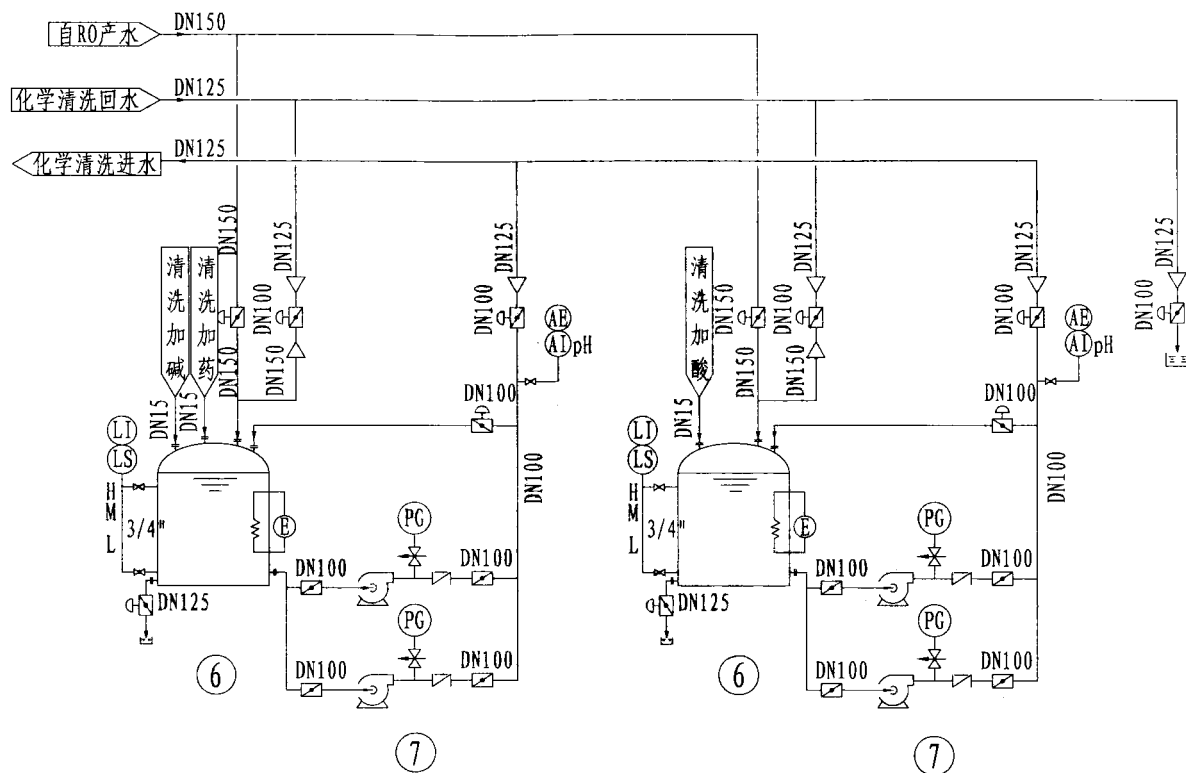 自RO产水
DN150
化学清洗回水
DN125
化学清洗进水
DN125
清洗加碱
清洗加药
DN150
DN125
DN125
清洗加酸
DN125
DN125
DN125
DN100
DN100
DN150
DN100
DN100
DN100
AE
AI pH
AE
AI pH
DN150
DN150
DN150
DN150
DN100
DN100
DN15
DN15
DN15
LI
LS
LI
LS
H
M
L
3/4"
E
PG
DN100
DN100
DN100
H
M
L
3/4"
E
PG
DN100
DN100
DN100
DN125
PG
DN100
DN100
DN125
PG
DN100
DN100
6
6
7
7